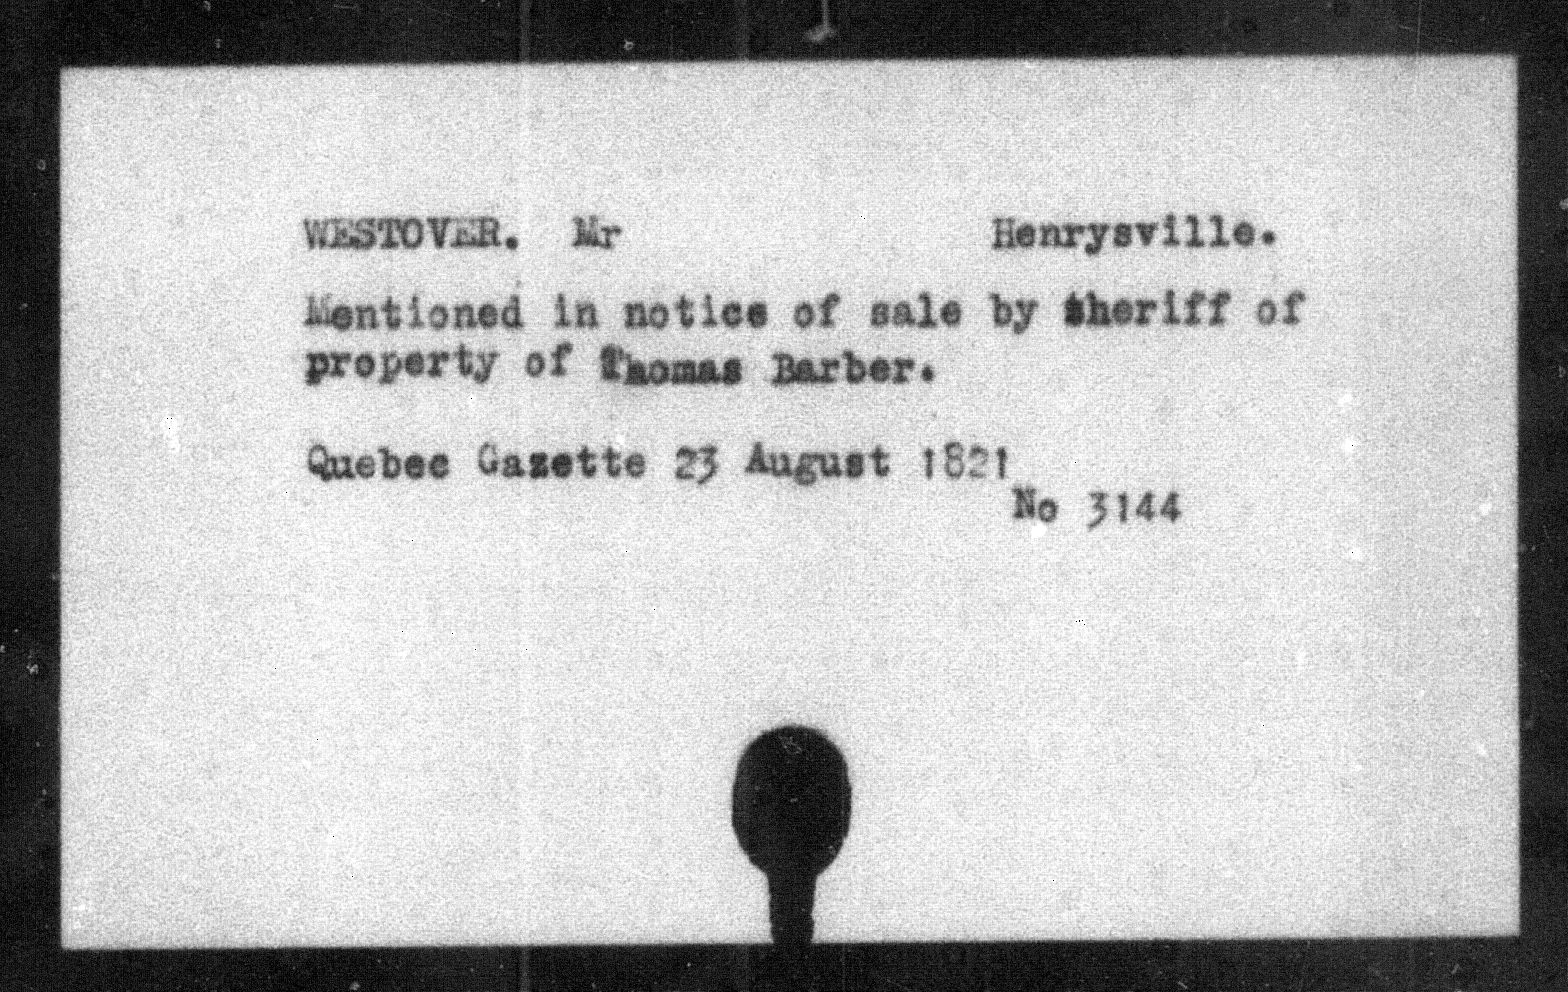 WESTOVER. Mr Henrysville.
Mentioned in notice of sale by sheriff of
property of Thomas Barber.
Quebec Gazette 23 August 1821
No 3144